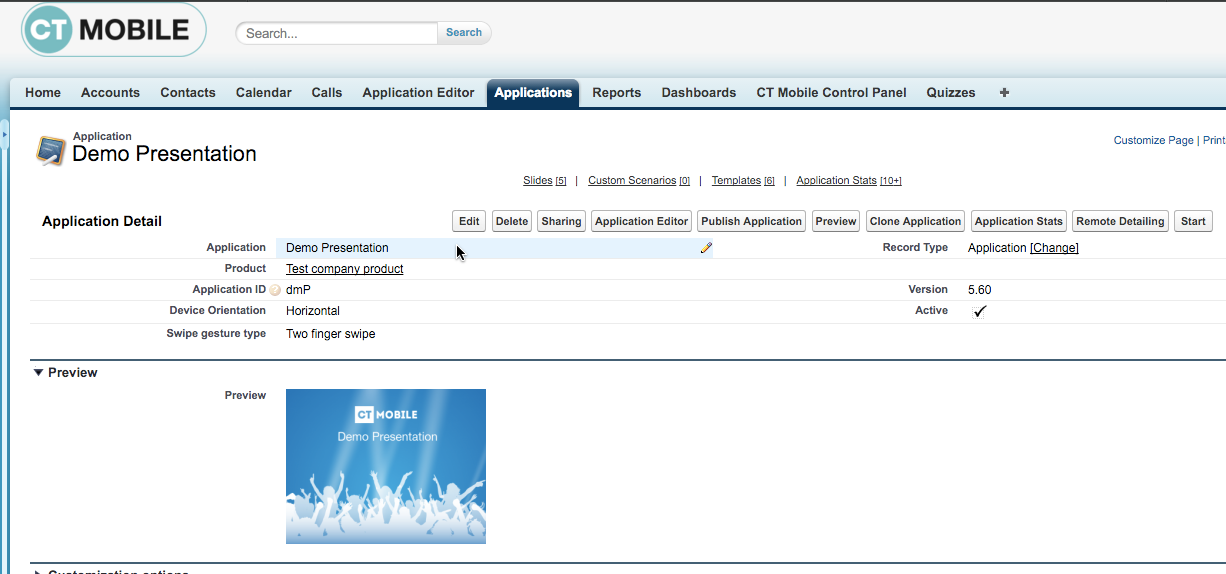 CT MOBILE
Search...
Search
Home Accounts Contacts Calendar Calls Application Editor Applications Reports Dashboards CT Mobile Control Panel Quizzes +
Application
Demo Presentation
Customize Page | Print
Slides [5] | Custom Scenarios [0] | Templates [6] | Application Stats [10+]
Application Detail
Edit Delete Sharing Application Editor Publish Application Preview Clone Application Application Stats Remote Detailing Start
Application Demo Presentation Record Type Application [Change]
Product Test company product
Application ID dmP Version 5.60
Device Orientation Horizontal Active
Swipe gesture type Two finger swipe
Preview
Preview
CT MOBILE
Demo Presentation
Customization options